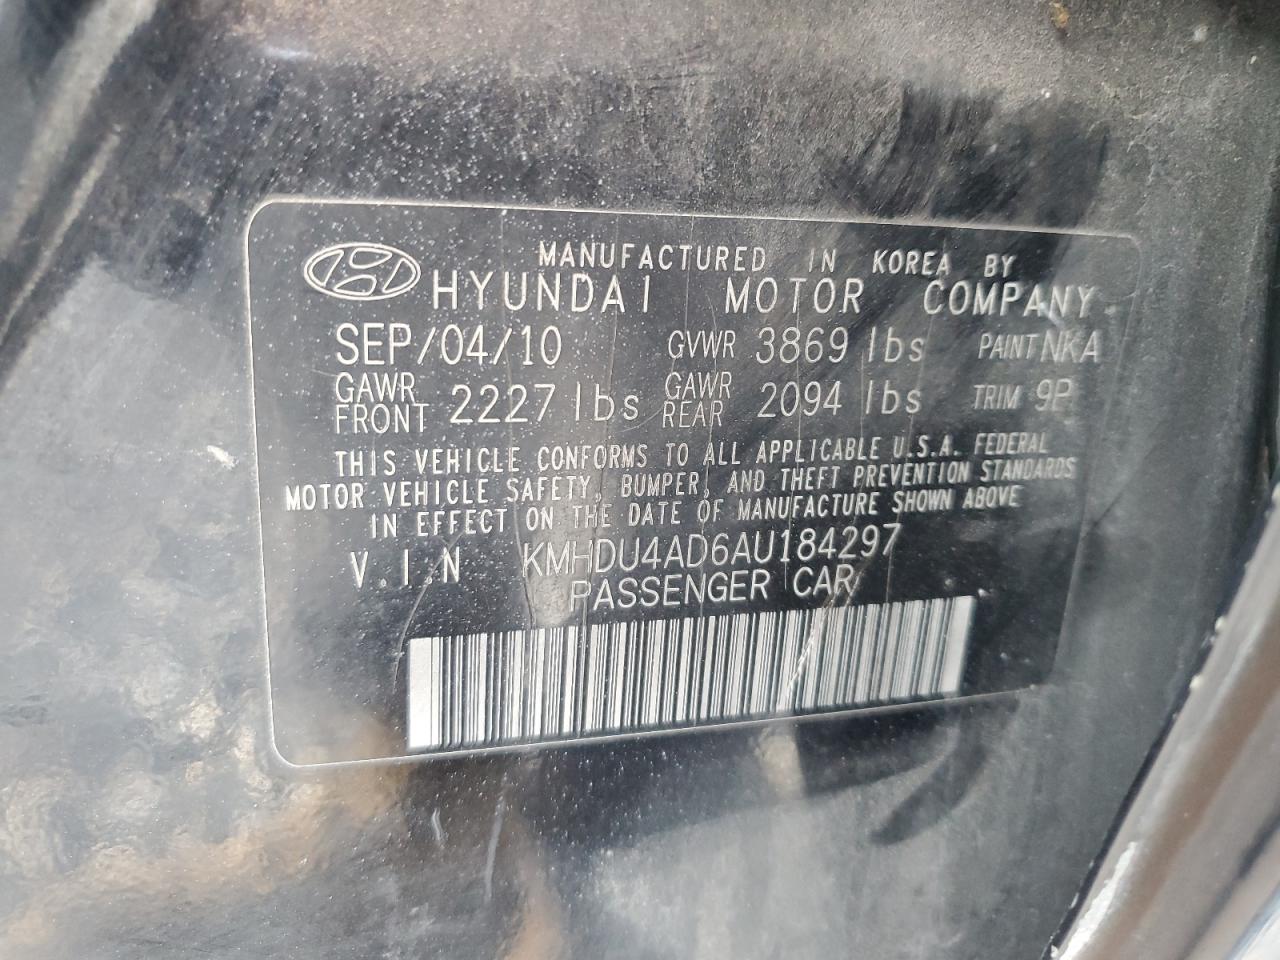 MANUFACTURED IN KOREA BY
HYUNDAI MOTOR COMPANY
SEP/04/10 GVWR 3869 lbs PAINT NKA
GAWR FRONT 2227 lbs GAWR REAR 2094 lbs TRIM 9P
THIS VEHICLE CONFORMS TO ALL APPLICABLE U.S.A. FEDERAL
MOTOR VEHICLE SAFETY, BUMPER, AND THEFT PREVENTION STANDARDS
IN EFFECT ON THE DATE OF MANUFACTURE SHOWN ABOVE
V.I.N KMHDU4AD6AU184297
PASSENGER CAR